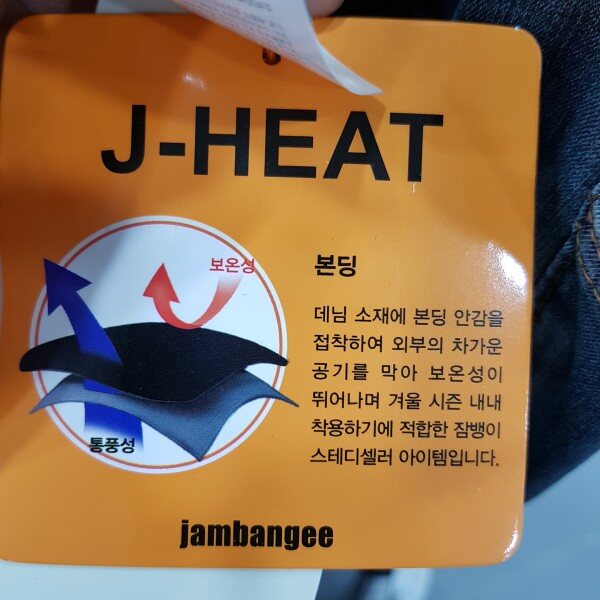 J-HEAT
보온성
통풍성
본딩
데님 소재에 본딩 안감을
접착하여 외부의 차가운
공기를 막아 보온성이
뛰어나며 겨울 시즌 내내
착용하기에 적합한 잠뱅이
스테디셀러 아이템입니다.
jambangee